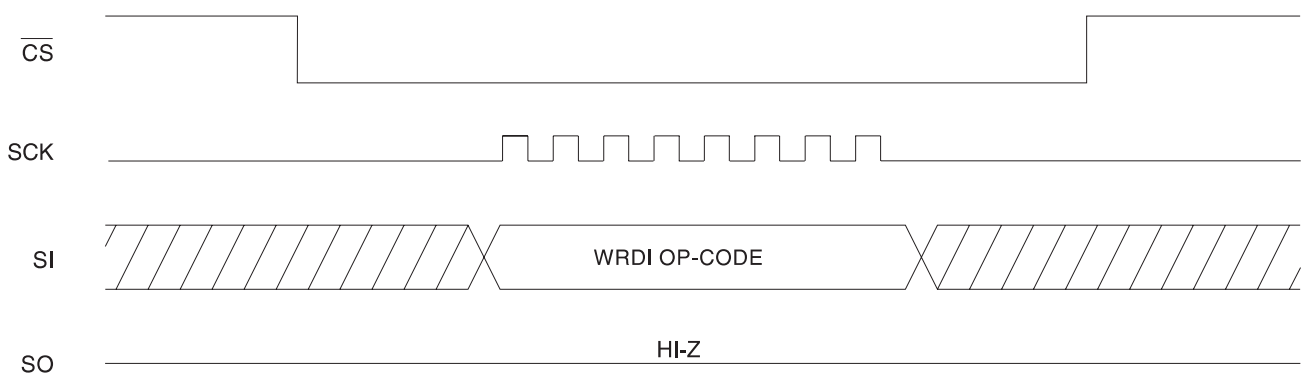 CS
SCK
SI
WRDI OP-CODE
SO
HI-Z